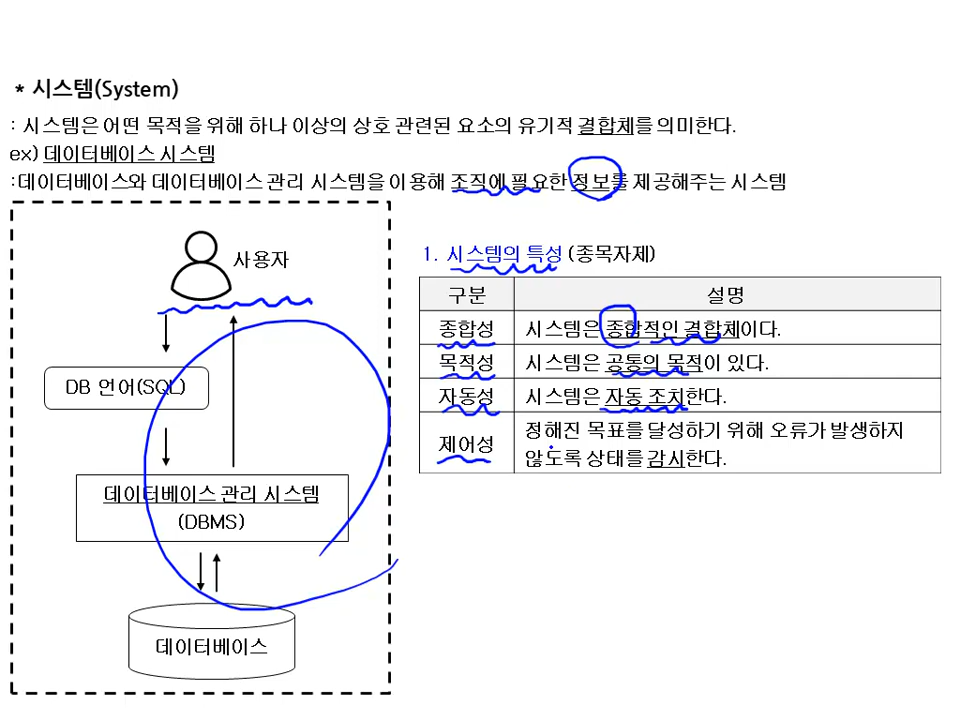 * 시스템(System)
: 시스템은 어떤 목적을 위해 하나 이상의 상호 관련된 요소의 유기적 결합체를 의미한다.
ex) 데이터베이스 시스템
:데이터베이스와 데이터베이스 관리 시스템을 이용해 조직에 필요한 정보를 제공해주는 시스템
사용자
DB 언어(SQL)
데이터베이스 관리 시스템
(DBMS)
데이터베이스
1. 시스템의 특성 (종목자제)
구분 설명
종합성 시스템은 종합적인 결합체이다.
목적성 시스템은 공통의 목적이 있다.
자동성 시스템은 자동 조치한다.
제어성 정해진 목표를 달성하기 위해 오류가 발생하지
않도록 상태를 감시한다.